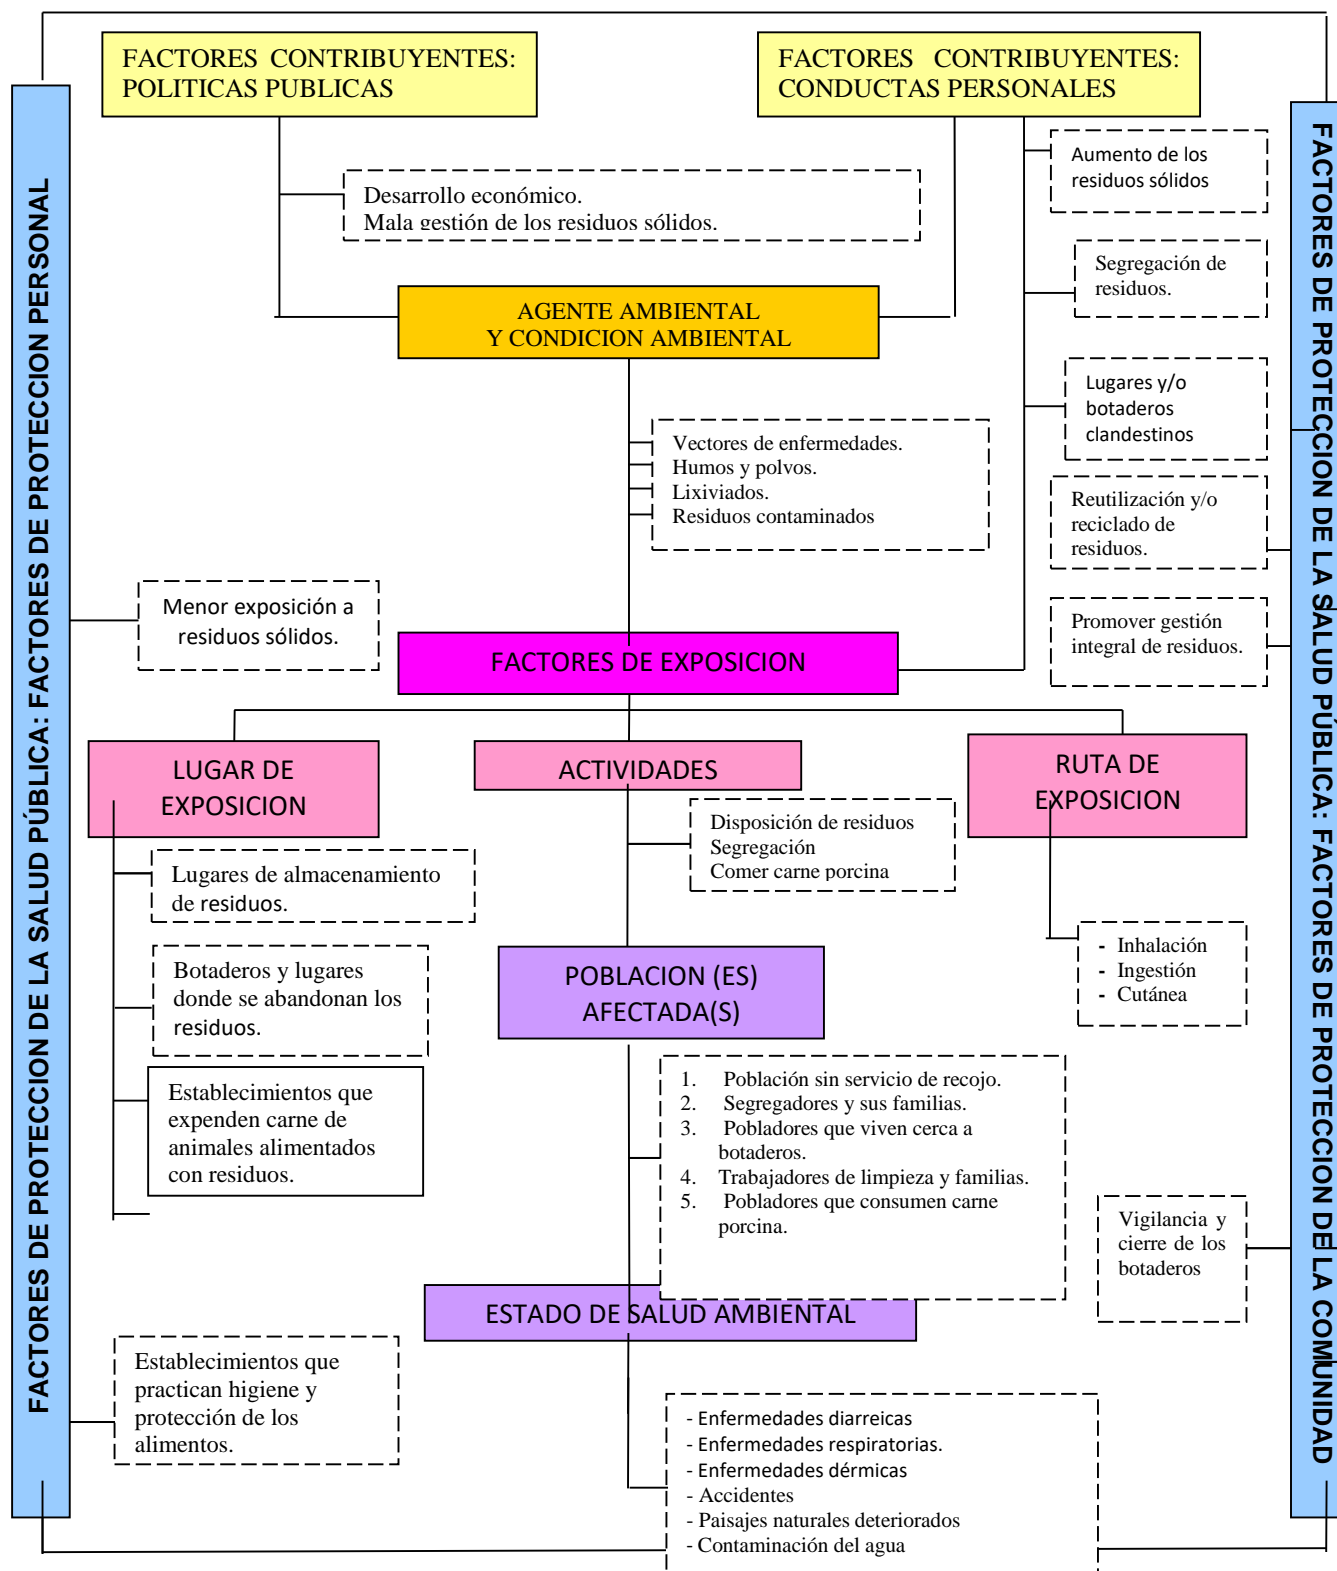 FACTORES CONTRIBUYENTES:
POLITICAS PUBLICAS
FACTORES CONTRIBUYENTES:
CONDUCTAS PERSONALES
FACTORES DE PROTECCION DE LA SALUD PÚBLICA: FACTORES DE PROTECCION PERSONAL
FACTORES DE PROTECCION DE LA SALUD PÚBLICA: FACTORES DE PROTECCION DE LA COMUNIDAD
Aumento de los
residuos sólidos
Desarrollo económico.
Mala gestión de los residuos sólidos.
Segregación de
residuos.
AGENTE AMBIENTAL
Y CONDICION AMBIENTAL
Lugares y/o
botaderos
clandestinos
Vectores de enfermedades.
Humos y polvos.
Lixiviados.
Residuos contaminados
Reutilización y/o
reciclado de
residuos.
Menor exposición a
residuos sólidos.
Promover gestión
integral de residuos.
FACTORES DE EXPOSICION
LUGAR DE
EXPOSICION
ACTIVIDADES
RUTA DE
EXPOSICION
Disposición de residuos
Segregación
Comer carne porcina
Lugares de almacenamiento
de residuos.
- Inhalación
- Ingestión
- Cutánea
Botaderos y lugares
donde se abandonan los
residuos.
POBLACION (ES)
AFECTADA(S)
Establecimientos que
expenden carne de
animales alimentados
con residuos.
1. Población sin servicio de recojo.
2. Segregadores y sus familias.
3. Pobladores que viven cerca a
botaderos.
4. Trabajadores de limpieza y familias.
5. Pobladores que consumen carne
porcina.
Vigilancia y
cierre de los
botaderos
ESTADO DE SALUD AMBIENTAL
Establecimientos que
practican higiene y
protección de los
alimentos.
- Enfermedades diarreicas
- Enfermedades respiratorias.
- Enfermedades dérmicas
- Accidentes
- Paisajes naturales deteriorados
- Contaminación del agua